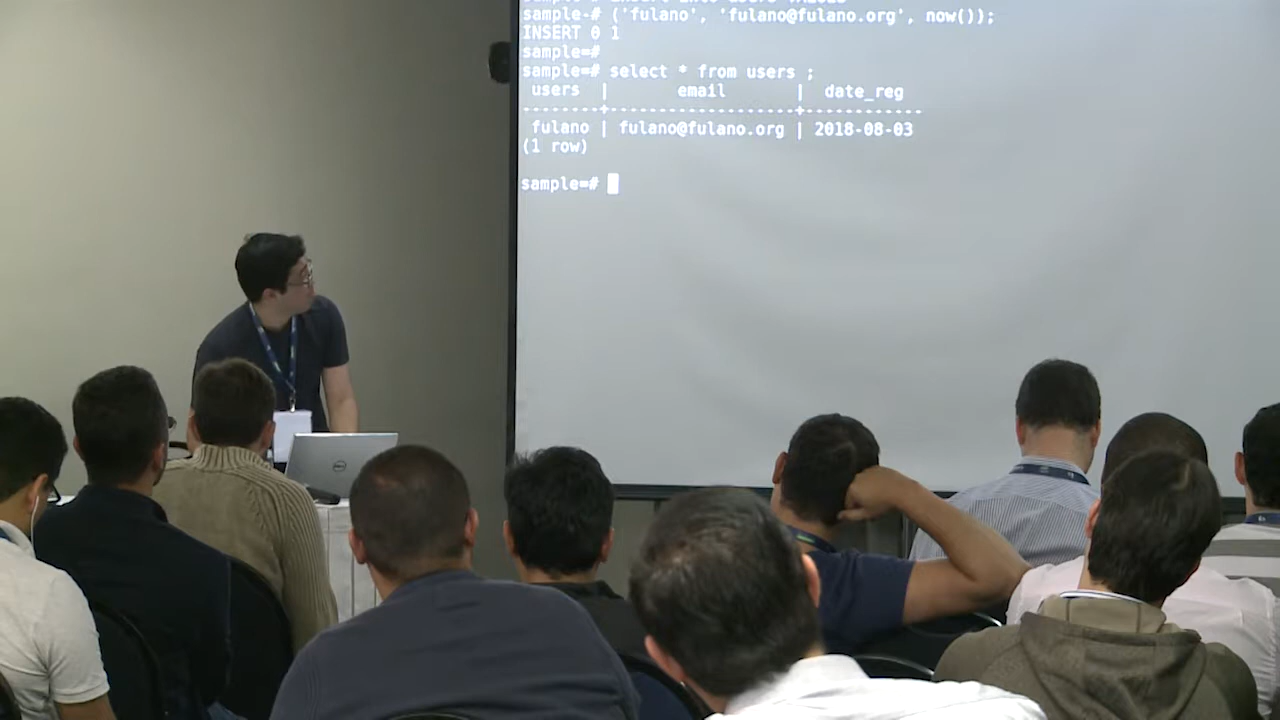 sample-# ('fulano', 'fulano@fulano.org', now());
INSERT 0 1
sample=#
sample=# select * from users ;
users | email | date_reg
--------+--------------------+------------
fulano | fulano@fulano.org | 2018-08-03
(1 row)
sample=#
DELL